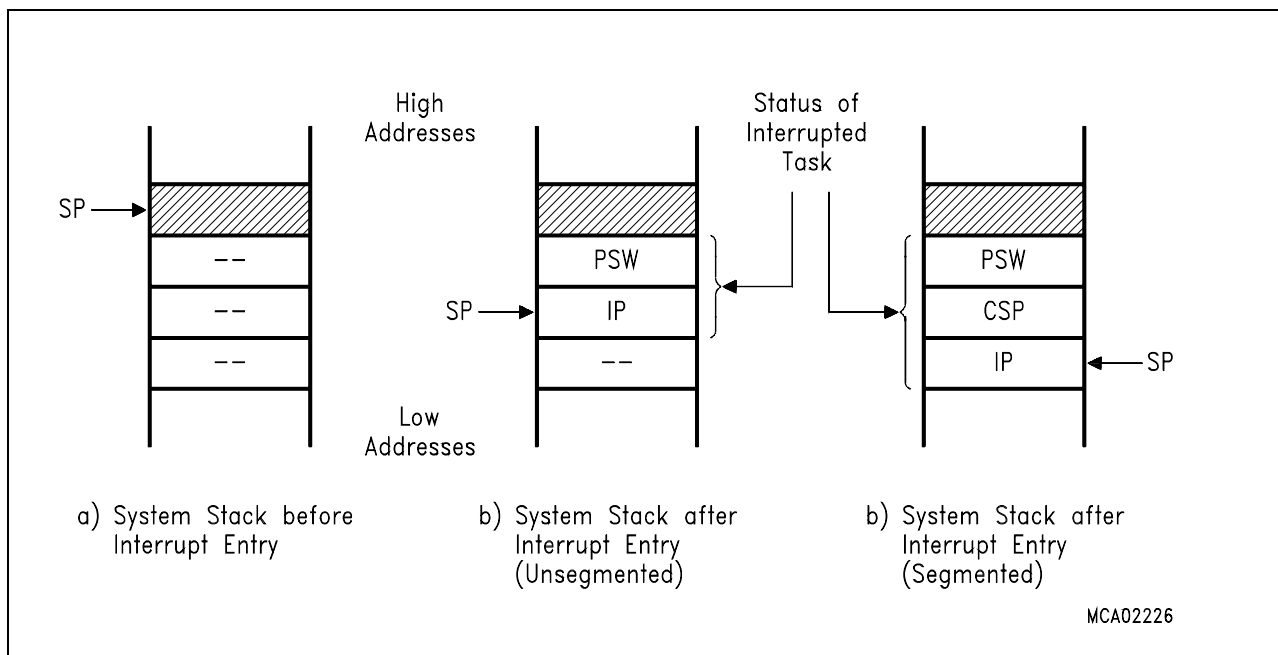 High
Addresses
Status of
Interrupted
Task
SP
--
--
--
SP
PSW
IP
--
PSW
CSP
IP
SP
Low
Addresses
a) System Stack before
Interrupt Entry
b) System Stack after
Interrupt Entry
(Unsegmented)
b) System Stack after
Interrupt Entry
(Segmented)
MCA02226